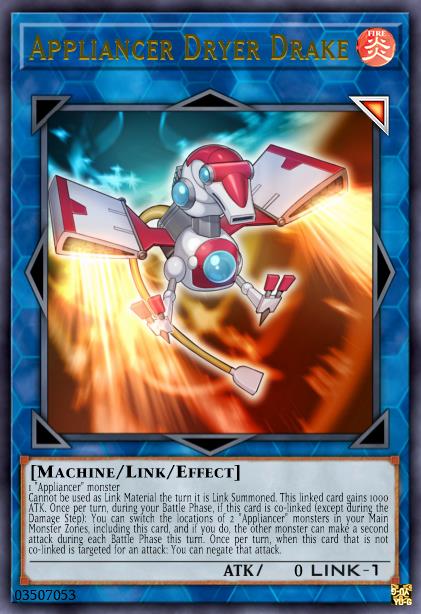 Appliancer Dryer Drake
FIRE
炎
[Machine/Link/Effect]
1 "Appliancer" monster
Cannot be used as Link Material the turn it is Link Summoned. This linked card gains 1000
ATK. Once per turn, during your Battle Phase, if this card is co-linked (except during the
Damage Step): You can switch the locations of 2 "Appliancer" monsters in your Main
Monster Zones, including this card, and if you do, the other monster can make a second
attack during each Battle Phase this turn. Once per turn, when this card that is not
co-linked is targeted for an attack: You can negate that attack.
ATK/ 0 LINK-1
03507053